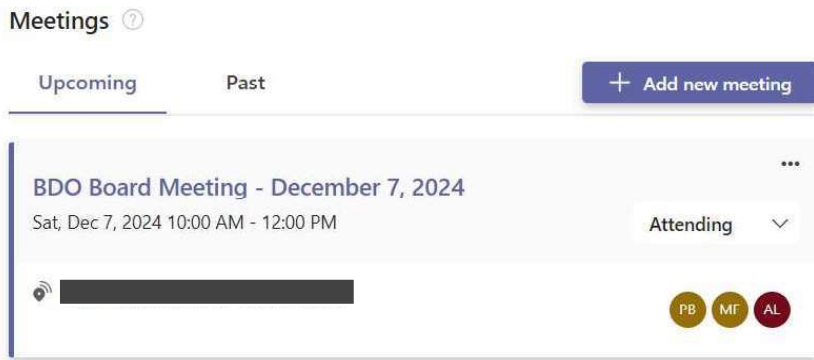 Meetings ?
Upcoming Past + Add new meeting
BDO Board Meeting - December 7, 2024
Sat, Dec 7, 2024 10:00 AM - 12:00 PM
Attending
PB MF AL